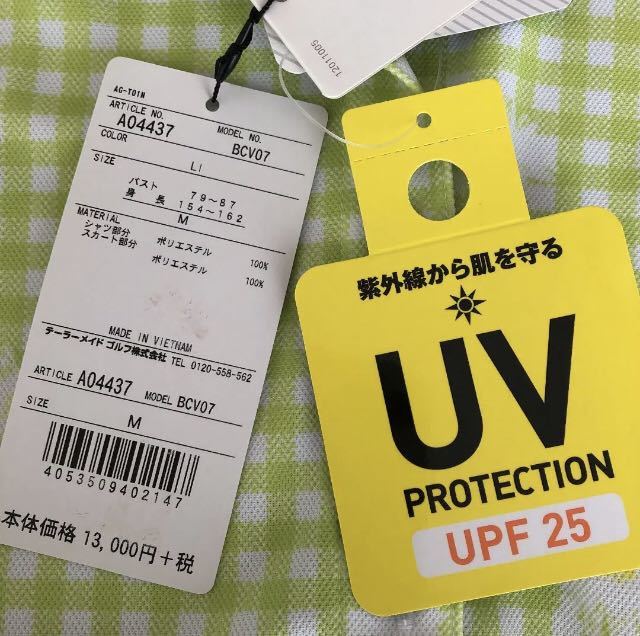 12011005
AG-T01N
ARTICLE NO.
MODEL NO.
A04437
BCV07
COLOR
LI
SIZE
バスト 79～87
身 長 154～162
M
MATERIAL
シャツ部分 ポリエステル 100%
スカート部分
ポリエステル 100%
MADE IN VIETNAM
テーラーメイド ゴルフ株式会社 TEL 0120-558-562
ARTICLE A04437 MODEL BCV07
SIZE
M
4053509402147
本体価格 13,000円+税
紫外線から肌を守る
UV
PROTECTION
UPF 25